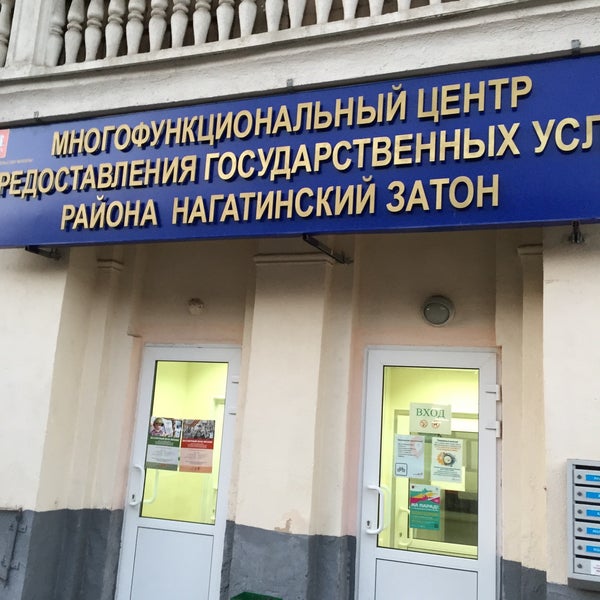 МНОГОФУНКЦИОНАЛЬНЫЙ ЦЕНТР
РЕДОСТАВЛЕНИЯ ГОСУДАРСТВЕННЫХ УСЛ
РАЙОНА НАГАТИНСКИЙ ЗАТОН
ВХОД